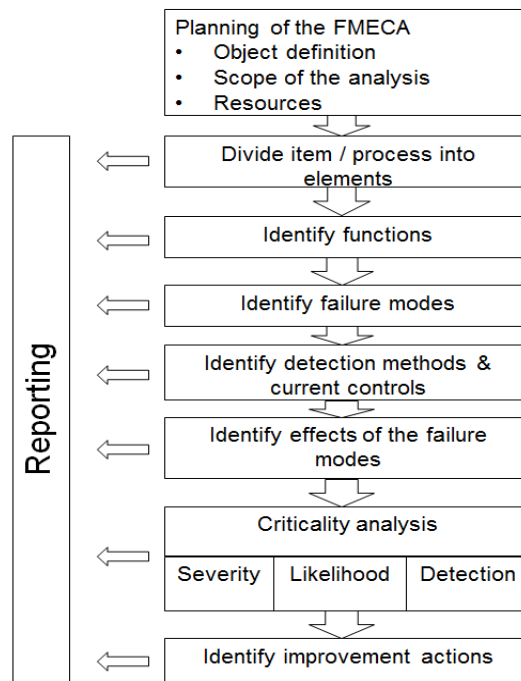 Planning of the FMECA
• Object definition
• Scope of the analysis
• Resources
Divide item / process into
elements
Identify functions
Identify failure modes
Identify detection methods &
current controls
Identify effects of the failure
modes
Criticality analysis
Severity
Likelihood
Detection
Identify improvement actions
Reporting